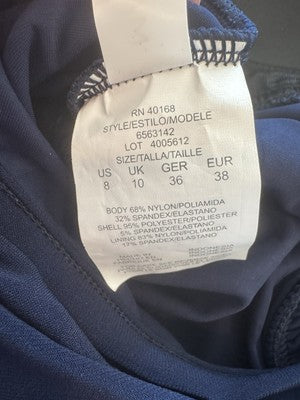 RN 40168
STYLE/ESTILO/MODELE
6563142
LOT 4005612
SIZE/TALLA/TAILLE
US UK GER EUR
8 10 36 38
BODY 68% NYLON/POLIAMIDA
32% SPANDEX/ELASTANO
SHELL 95% POLYESTER/POLIESTER
5% SPANDEX/ELASTANO
LINING 83% NYLON/POLIAMIDA
17% SPANDEX/ELASTANO